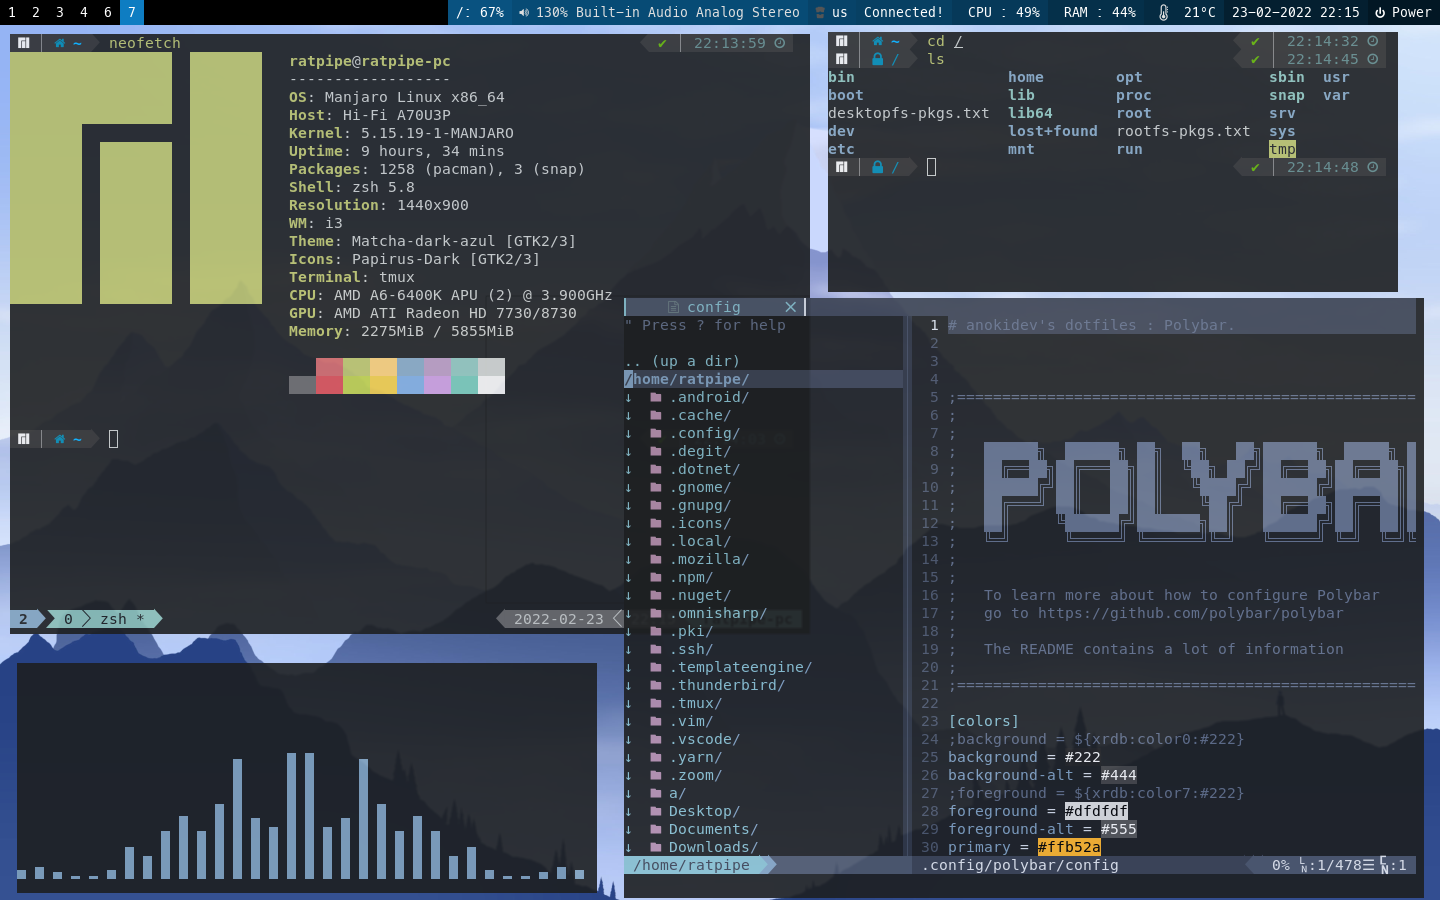 1 2 3 4 6 7 /: 67% 130% Built-in Audio Analog Stereo us Connected! CPU : 49% RAM : 44% 21°C 23-02-2022 22:15 Power
~ neofetch ✔ 22:13:59
ratpipe@ratpipe-pc
------------------
OS: Manjaro Linux x86_64
Host: Hi-Fi A70U3P
Kernel: 5.15.19-1-MANJARO
Uptime: 9 hours, 34 mins
Packages: 1258 (pacman), 3 (snap)
Shell: zsh 5.8
Resolution: 1440x900
WM: i3
Theme: Matcha-dark-azul [GTK2/3]
Icons: Papirus-Dark [GTK2/3]
Terminal: tmux
CPU: AMD A6-6400K APU (2) @ 3.900GHz
GPU: AMD ATI Radeon HD 7730/8730
Memory: 2275MiB / 5855MiB
~
2 0 zsh * 2022-02-23
~ cd / ✔ 22:14:32
/ ls ✔ 22:14:45
bin home opt sbin usr
boot lib proc snap var
desktopfs-pkgs.txt lib64 root srv
dev lost+found rootfs-pkgs.txt sys
etc mnt run tmp
/ ✔ 22:14:48
config ×
" Press ? for help
.. (up a dir)
/home/ratpipe/
↓ .android/
↓ .cache/
↓ .config/
↓ .degit/
↓ .dotnet/
↓ .gnome/
↓ .gnupg/
↓ .icons/
↓ .local/
↓ .mozilla/
↓ .npm/
↓ .nuget/
↓ .omnisharp/
↓ .pki/
↓ .ssh/
↓ .templateengine/
↓ .thunderbird/
↓ .tmux/
↓ .vim/
↓ .vscode/
↓ .yarn/
↓ .zoom/
↓ a/
↓ Desktop/
↓ Documents/
↓ Downloads/
/home/ratpipe
1 # anokidev's dotfiles : Polybar.
2
3
4
5 ;====================================================
6 ;
7 ;
8 ; POLYBA
9 ;
10 ;
11 ;
12 ;
13 ;
14 ;
15 ;
16 ; To learn more about how to configure Polybar
17 ; go to https://github.com/polybar/polybar
18 ;
19 ; The README contains a lot of information
20 ;
21 ;====================================================
22
23 [colors]
24 ;background = ${xrdb:color0:#222}
25 background = #222
26 background-alt = #444
27 ;foreground = ${xrdb:color7:#222}
28 foreground = #dfdfdf
29 foreground-alt = #555
30 primary = #ffb52a
.config/polybar/config 0% :1/478☰ :1